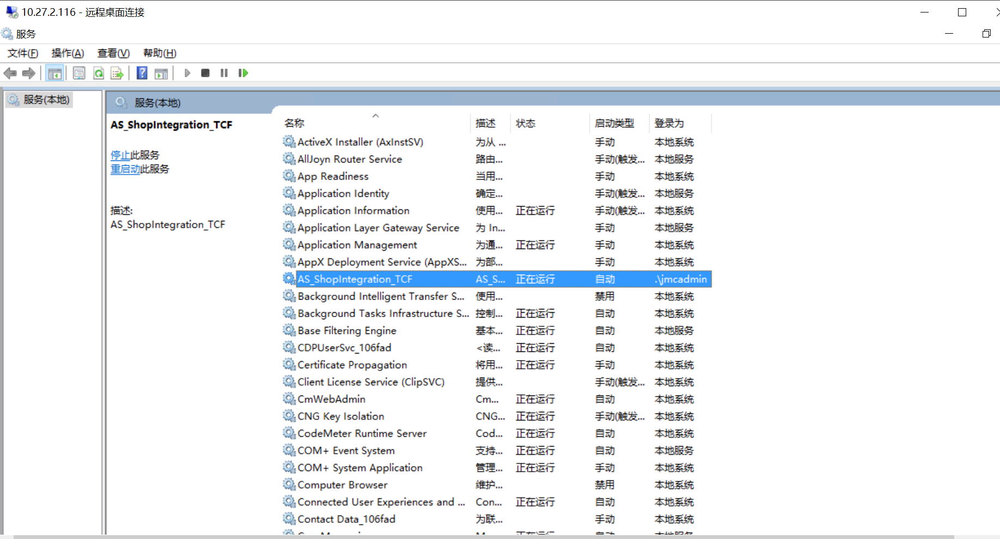 10.27.2.116 - 远程桌面连接
服务
文件(F) 操作(A) 查看(V) 帮助(H)
服务(本地)
服务(本地)
AS_ShopIntegration_TCF
停止此服务
重启动此服务
描述:
AS_ShopIntegration_TCF
名称 描述 状态 启动类型 登录为
ActiveX Installer (AxInstSV) 为从 ... 手动 本地系统
AllJoyn Router Service 路由... 手动(触发... 本地服务
App Readiness 当用... 手动 本地系统
Application Identity 确定... 手动(触发... 本地服务
Application Information 使用... 正在运行 手动(触发... 本地系统
Application Layer Gateway Service 为 In... 手动 本地服务
Application Management 为通... 正在运行 手动 本地系统
AppX Deployment Service (AppXS... 为部... 手动 本地系统
AS_ShopIntegration_TCF AS_S... 正在运行 自动 .\jmcadmin
Background Intelligent Transfer S... 使用... 禁用 本地系统
Background Tasks Infrastructure S... 控制... 正在运行 自动 本地系统
Base Filtering Engine 基本... 正在运行 自动 本地服务
CDPUserSvc_106fad <读... 正在运行 自动 本地系统
Certificate Propagation 将用... 正在运行 手动 本地系统
Client License Service (ClipSVC) 提供... 手动(触发... 本地系统
CmWebAdmin Cm... 正在运行 自动 本地系统
CNG Key Isolation CNG... 正在运行 手动(触发... 本地系统
CodeMeter Runtime Server Cod... 正在运行 自动 本地系统
COM+ Event System 支持... 正在运行 自动 本地服务
COM+ System Application 管理... 正在运行 手动 本地系统
Computer Browser 维护... 禁用 本地系统
Connected User Experiences and ... Con... 正在运行 自动 本地系统
Contact Data_106fad 为联... 手动 本地系统